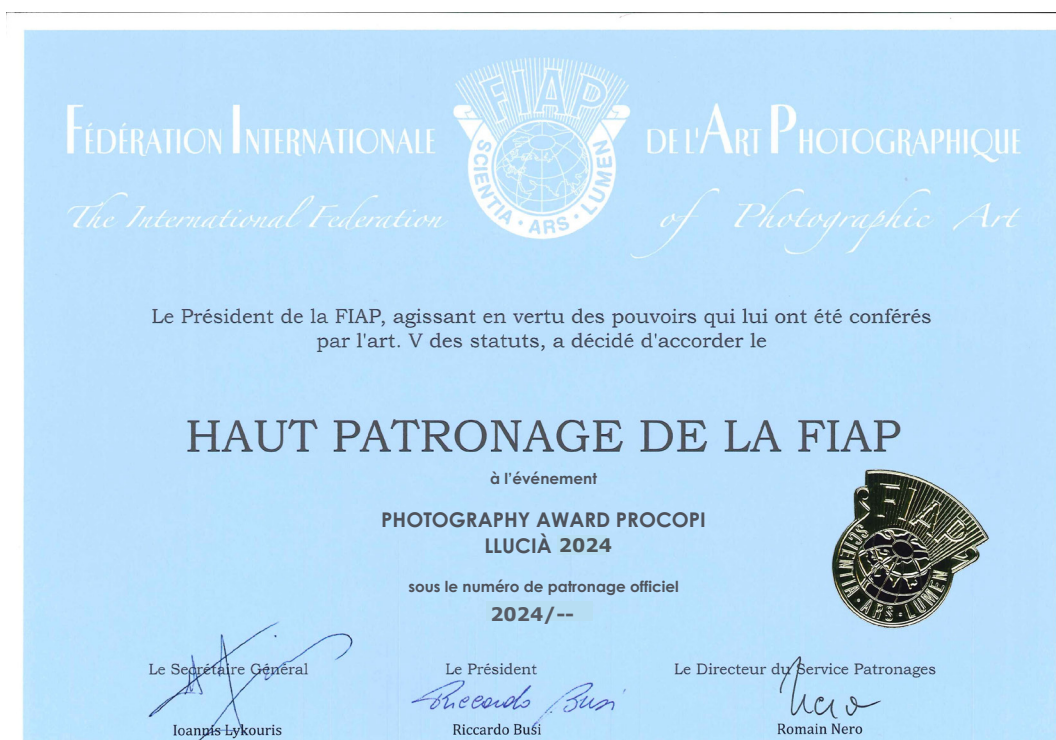 FÉDÉRATION INTERNATIONALE DE L'ART PHOTOGRAPHIQUE
The International Federation of Photographic Art
FIAP
SCIENTIA • ARS • LUMEN
Le Président de la FIAP, agissant en vertu des pouvoirs qui lui ont été conférés
par l'art. V des statuts, a décidé d'accorder le
HAUT PATRONAGE DE LA FIAP
à l'événement
PHOTOGRAPHY AWARD PROCOPI
LLUCIÀ 2024
sous le numéro de patronage officiel
2024/--
FIAP
SCIENTIA • ARS • LUMEN
Le Secrétaire Général Le Président Le Directeur du Service Patronages
Riccardo Busi Nero
Ioannis Lykouris Riccardo Busi Romain Nero